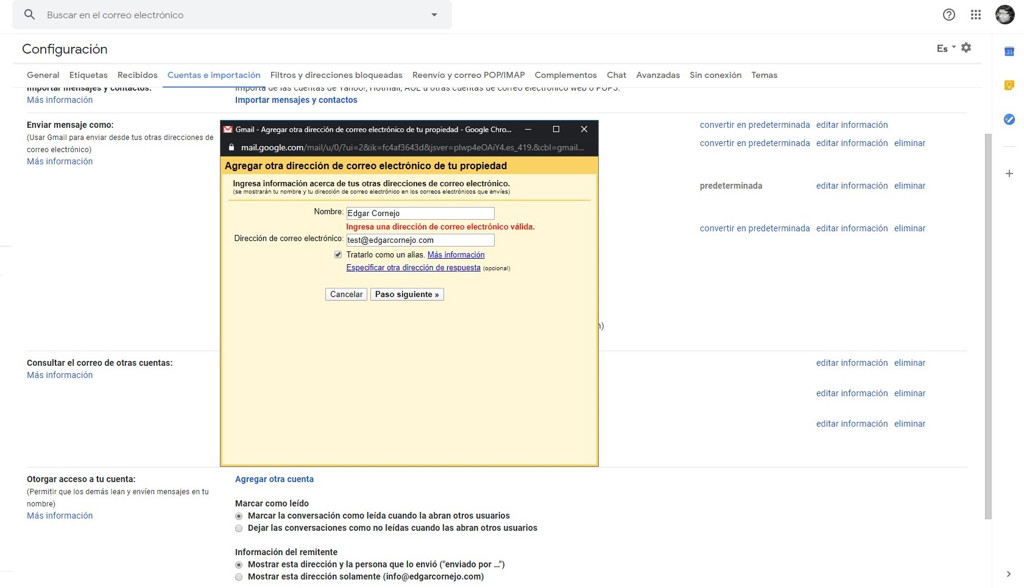 Buscar en el correo electrónico
Configuración
Es
General Etiquetas Recibidos Cuentas e importación Filtros y direcciones bloqueadas Reenvío y correo POP/IMAP Complementos Chat Avanzadas Sin conexión Temas
Importar mensajes y contactos: Importa de las cuentas de Yahoo!, Hotmail, AOL u otras cuentas de correo electrónico web o POP3.
Más información Importar mensajes y contactos
Enviar mensaje como:
(Usar Gmail para enviar desde tus otras direcciones de
correo electrónico)
Más información
convertir en predeterminada editar información
convertir en predeterminada editar información eliminar
predeterminada editar información eliminar
convertir en predeterminada editar información eliminar
Gmail - Agregar otra dirección de correo electrónico de tu propiedad - Google Chro...
mail.google.com/mail/u/0/?ui=2&ik=fc4af3643d&jsver=plwp4eOAiY4.es_419.&cbl=gmail...
Agregar otra dirección de correo electrónico de tu propiedad
Ingresa información acerca de tus otras direcciones de correo electrónico.
(se mostrarán tu nombre y tu dirección de correo electrónico en los correos electrónicos que envíes)
Nombre: Edgar Cornejo
Ingresa una dirección de correo electrónico válida.
Dirección de correo electrónico: test@edgarcornejo.com
Tratarlo como un alias. Más información
Especificar otra dirección de respuesta (opcional)
Cancelar Paso siguiente »
Consultar el correo de otras cuentas:
Más información
editar información eliminar
editar información eliminar
editar información eliminar
Otorgar acceso a tu cuenta:
(Permitir que los demás lean y envíen mensajes en tu
nombre)
Más información
Agregar otra cuenta
Marcar como leído
Marcar la conversación como leída cuando la abran otros usuarios
Dejar las conversaciones como no leídas cuando las abran otros usuarios
Información del remitente
Mostrar esta dirección y la persona que lo envió ("enviado por ...")
Mostrar esta dirección solamente (info@edgarcornejo.com)